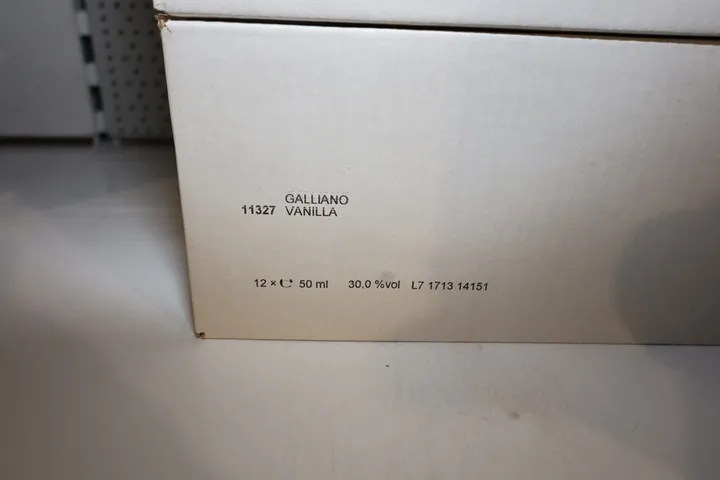 GALLIANO
11327 VANILLA
12 × ℮ 50 ml 30.0 %vol L7 1713 14151